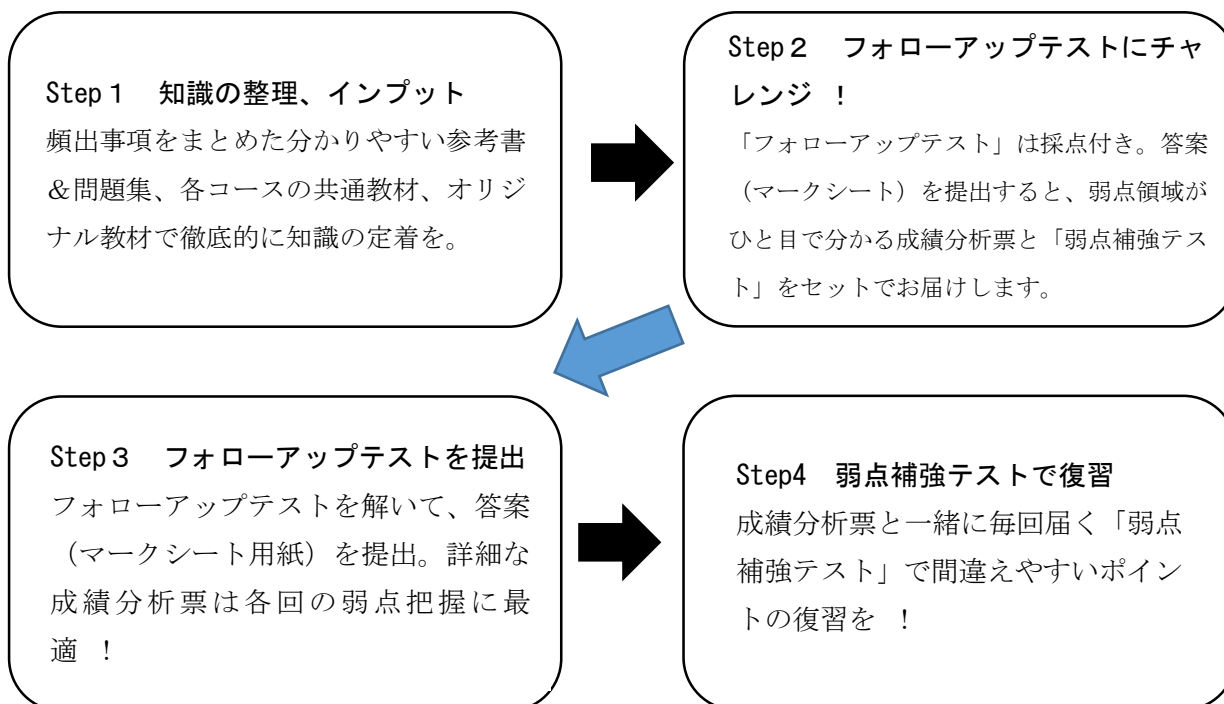 Step１　知識の整理、インプット
頻出事項をまとめた分かりやすい参考書
＆問題集、各コースの共通教材、オリジ
ナル教材で徹底的に知識の定着を。
Step２　フォローアップテストにチャ
レンジ　！
「フォローアップテスト」は採点付き。答案
（マークシート）を提出すると、弱点領域が
ひと目で分かる成績分析票と「弱点補強テス
ト」をセットでお届けします。
Step３　フォローアップテストを提出
フォローアップテストを解いて、答案
（マークシート用紙）を提出。詳細な
成績分析票は各回の弱点把握に最
適　！
Step4　弱点補強テストで復習
成績分析票と一緒に毎回届く「弱点
補強テスト」で間違えやすいポイン
トの復習を　！